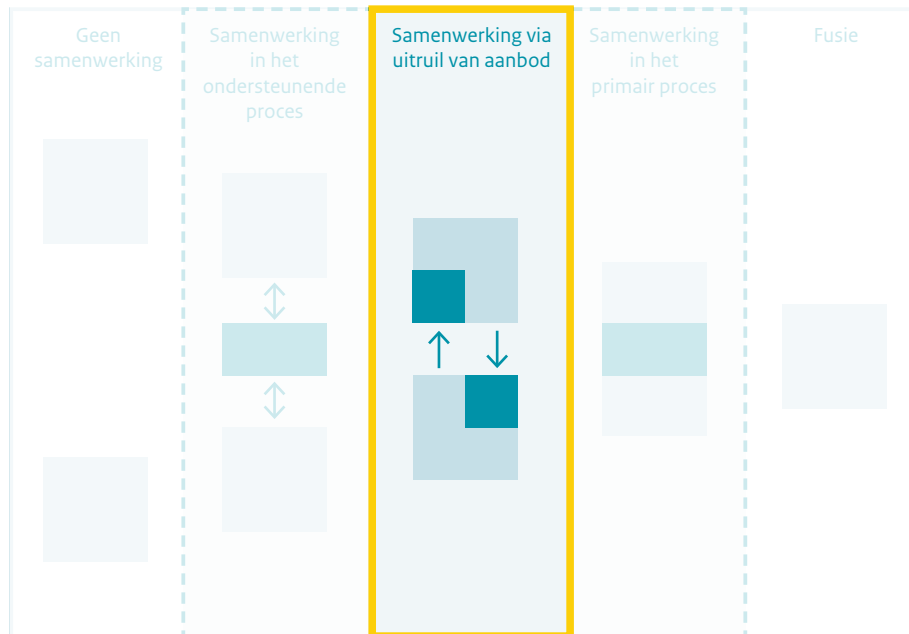 Geen
samenwerking
Samenwerking
in het
ondersteunende
proces
Samenwerking via
uitruil van aanbod
Samenwerking
in het
primair proces
Fusie